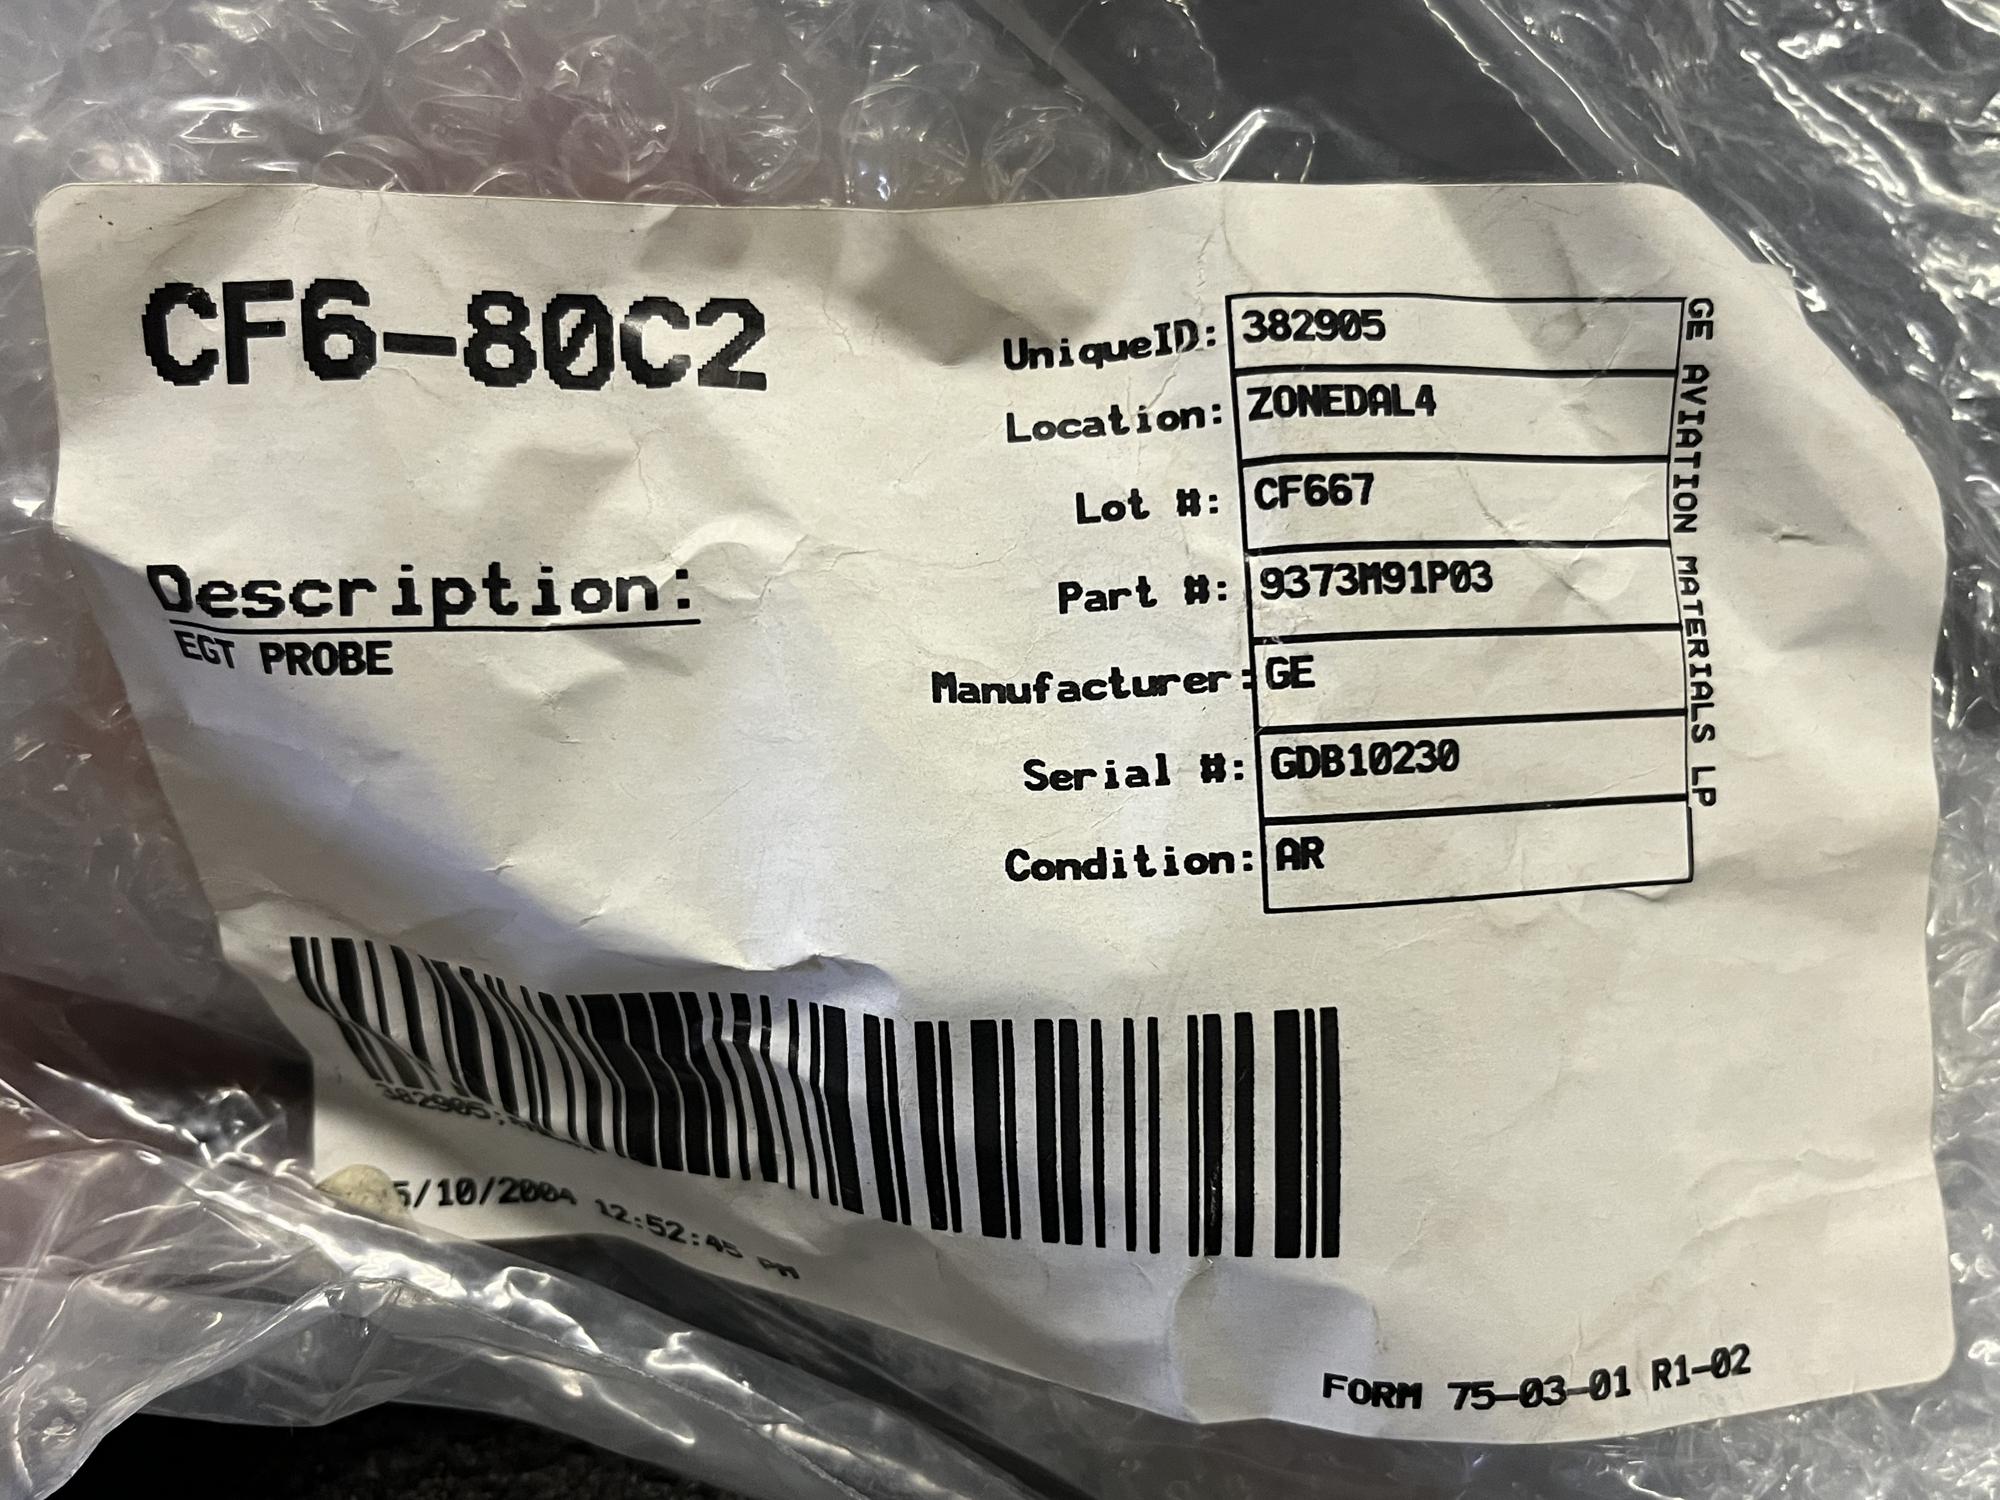 CF6-80C2
Description:
EGT PROBE
UniqueID: 382905
Location: ZONEDAL4
Lot #: CF667
Part #: 9373M91P03
Manufacturer: GE
Serial #: GDB10230
Condition: AR
GE AVIATION MATERIALS LP
5/10/2004 12:52:45 PM
FORM 75-03-01 R1-02